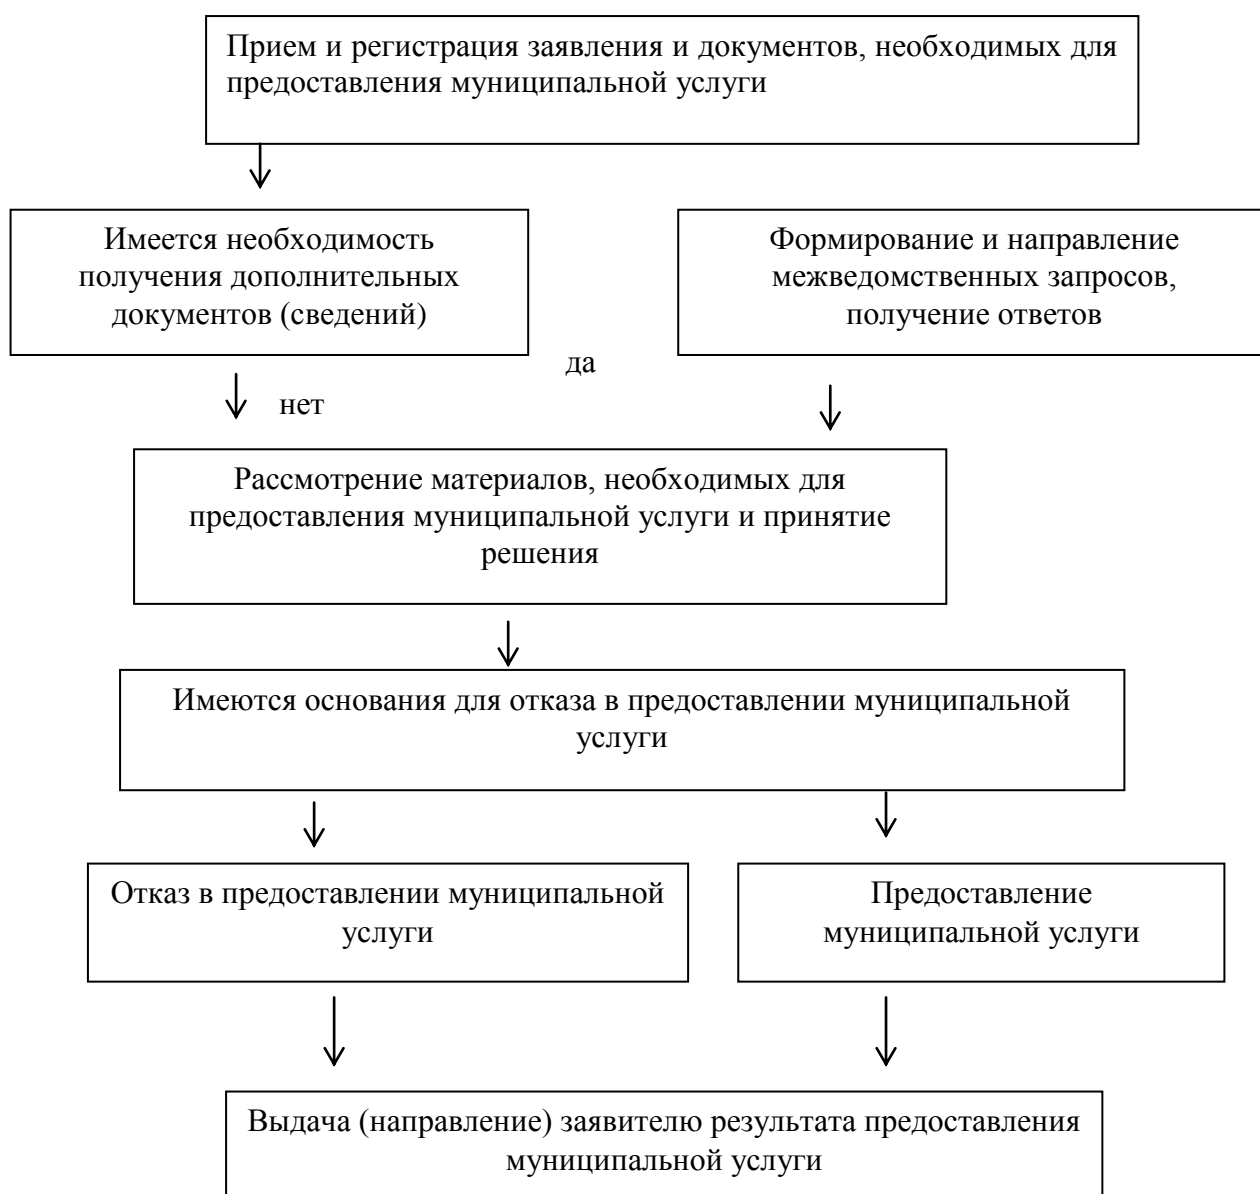 Прием и регистрация заявления и документов, необходимых для
предоставления муниципальной услуги
Имеется необходимость
получения дополнительных
документов (сведений)
Формирование и направление
межведомственных запросов,
получение ответов
да
нет
Рассмотрение материалов, необходимых для
предоставления муниципальной услуги и принятие
решения
Имеются основания для отказа в предоставлении муниципальной
услуги
Отказ в предоставлении муниципальной
услуги
Предоставление
муниципальной услуги
Выдача (направление) заявителю результата предоставления
муниципальной услуги